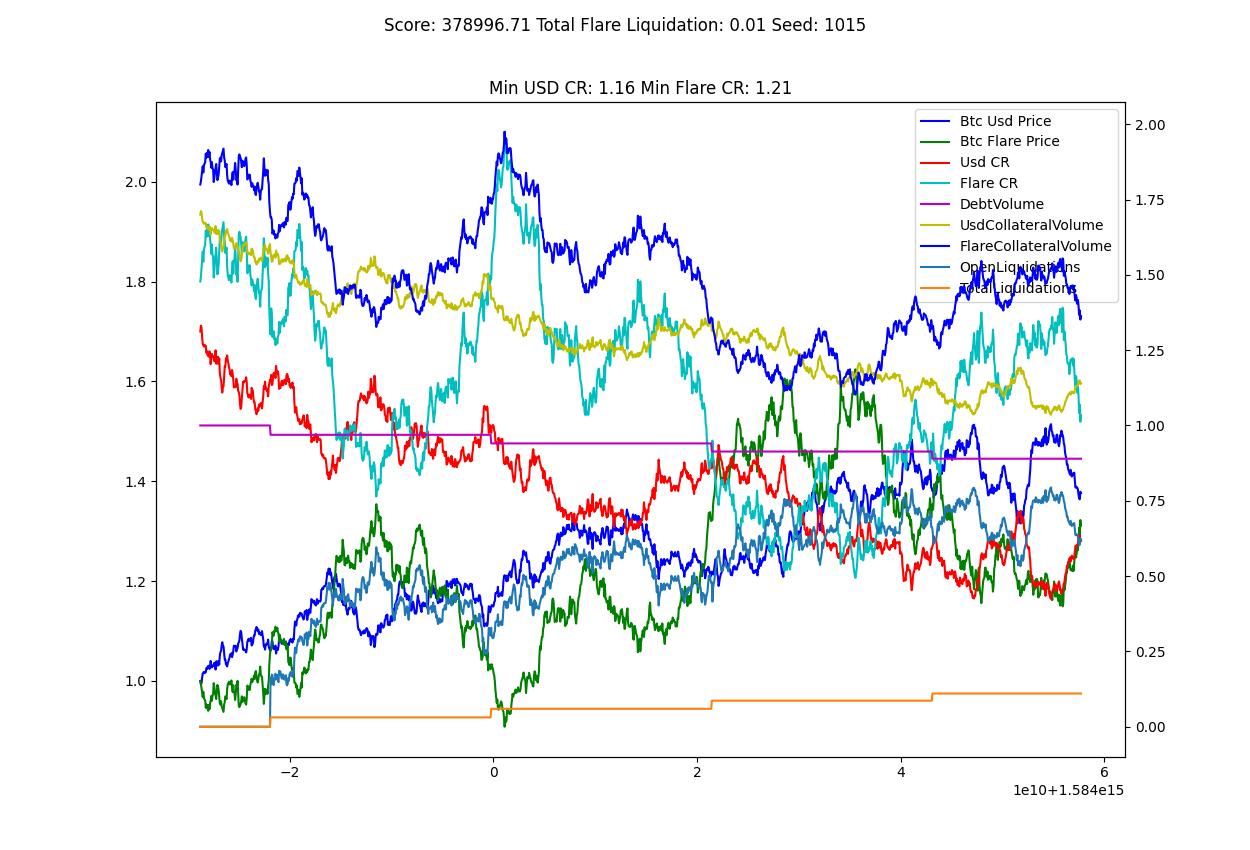 Score: 378996.71 Total Flare Liquidation: 0.01 Seed: 1015
Min USD CR: 1.16 Min Flare CR: 1.21
Btc Usd Price
Btc Flare Price
Usd CR
Flare CR
DebtVolume
UsdCollateralVolume
FlareCollateralVolume
OpenLiquidations
TotalLiquidations
2.0
1.8
1.6
1.4
1.2
1.0
2.00
1.75
1.50
1.25
1.00
0.75
0.50
0.25
0.00
−2
0
2
4
6
1e10+1.584e15